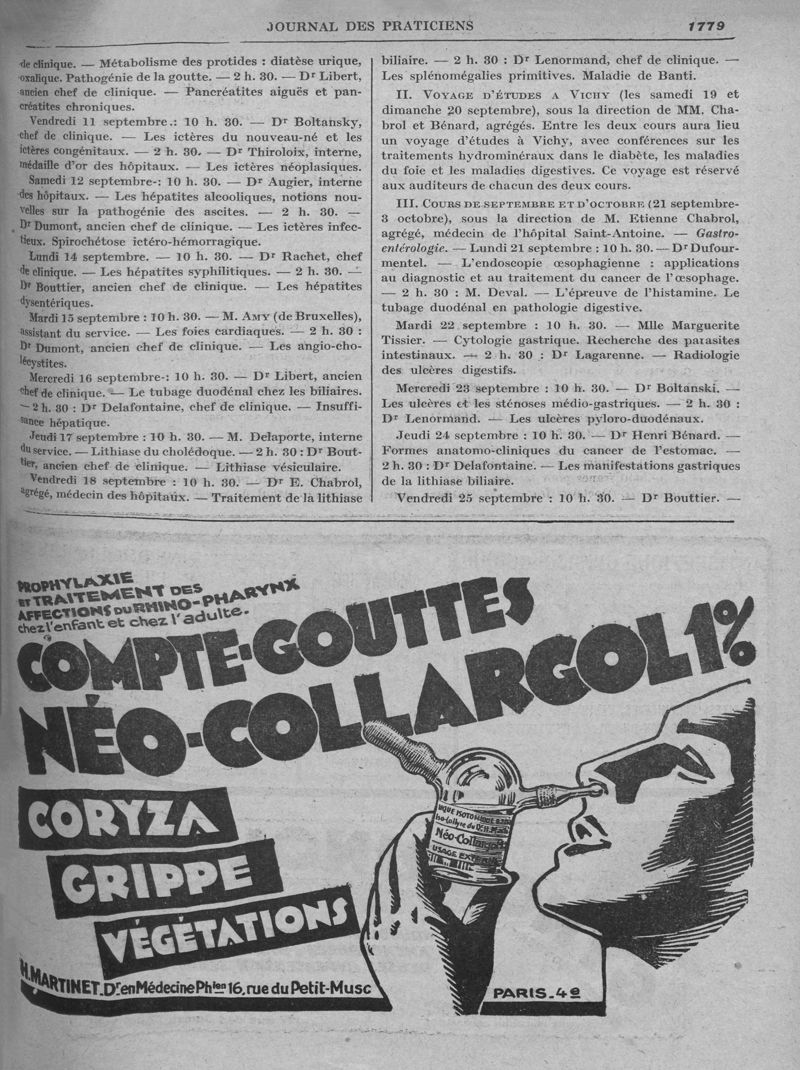 JOURNAL DES PRATICIENS 1779
de clinique. — Métabolisme des protides : diatèse urique,
oxalique. Pathogénie de la goutte. — 2 h. 30. — Dr Libert,
ancien chef de clinique. — Pancréatites aiguës et pan-
créatites chroniques.
Vendredi 11 septembre.: 10 h. 30. — Dr Boltansky,
chef de clinique. — Les ictères du nouveau-né et les
ictères congénitaux. — 2 h. 30. — Dr Thiroloix, interne,
médaille d'or des hôpitaux. — Les ictères néoplasiques.
Samedi 12 septembre-: 10 h. 30. — Dr Augier, interne
des hôpitaux. — Les hépatites alcooliques, notions nou-
velles sur la pathogénie des ascites. — 2 h. 30. —
Dr Dumont, ancien chef de clinique. — Les ictères infec-
tieux. Spirochétose ictéro-hémorragique.
Lundi 14 septembre. — 10 h. 30. — Dr Rachet, chef
de clinique. — Les hépatites syphilitiques. — 2 h. 30. —
Dr Bouttier, ancien chef de clinique. — Les hépatites
dysentériques.
Mardi 15 septembre : 10 h. 30. — M. AMY (de Bruxelles),
assistant du service. — Les foies cardiaques. — 2 h. 30 :
Dr Dumont, ancien chef de clinique. — Les angio-cho-
lécystites.
Mercredi 16 septembre-: 10 h. 30. — Dr Libert, ancien
chef de clinique. — Le tubage duodénal chez les biliaires.
— 2 h. 30 : Dr Delafontaine, chef de clinique. — Insuffi-
sance hépatique.
Jeudi 17 septembre : 10 h. 30. — M. Delaporte, interne
du service. — Lithiase du cholédoque. — 2 h. 30 : Dr Bout-
tier, ancien chef de clinique. — Lithiase vésiculaire.
Vendredi 18 septembre : 10 h. 30. — Dr E. Chabrol,
agrégé, médecin des hôpitaux. — Traitement de la lithiase
biliaire. — 2 h. 30 : Dr Lenormand, chef de clinique. —
Les splénomégalies primitives. Maladie de Banti.
II. VOYAGE D'ÉTUDES A VICHY (les samedi 19 et
dimanche 20 septembre), sous la direction de MM. Cha-
brol et Bénard, agrégés. Entre les deux cours aura lieu
un voyage d'études à Vichy, avec conférences sur les
traitements hydrominéraux dans le diabète, les maladies
du foie et les maladies digestives. Ce voyage est réservé
aux auditeurs de chacun des deux cours.
III. COURS DE SEPTEMBRE ET D'OCTOBRE (21 septembre-
3 octobre), sous la direction de M. Etienne Chabrol,
agrégé, médecin de l'hôpital Saint-Antoine. — Gastro-
entérologie. — Lundi 21 septembre : 10 h. 30. — Dr Dufour-
mentel. — L'endoscopie œsophagienne : applications
au diagnostic et au traitement du cancer de l'œsophage.
— 2 h. 30 : M. Deval. — L'épreuve de l'histamine. Le
tubage duodénal en pathologie digestive.
Mardi 22 septembre : 10 h. 30. — Mlle Marguerite
Tissier. — Cytologie gastrique. Recherche des parasites
intestinaux. — 2 h. 30 : Dr Lagarenne. — Radiologie
des ulcères digestifs.
Mercredi 23 septembre : 10 h. 30. — Dr Boltanski. —
Les ulcères et les sténoses médio-gastriques. — 2 h. 30 :
Dr Lenormand. — Les ulcères pyloro-duodénaux.
Jeudi 24 septembre : 10 h. 30. — Dr Henri Bénard. —
Formes anatomo-cliniques du cancer de l'estomac. —
2 h. 30 : Dr Delafontaine. — Les manifestations gastriques
de la lithiase biliaire.
Vendredi 25 septembre : 10 h. 30. — Dr Bouttier. —
PROPHYLAXIE
ET TRAITEMENT DES
AFFECTIONS DU RHINO-PHARYNX
chez l'enfant et chez l'adulte.
COMPTE-GOUTTES
NÉO-COLLARGOL 1%
CORYZA
GRIPPE
VÉGÉTATIONS
Néo-Collargol
USAGE
H. MARTINET. Dr en Médecine Phien 16, rue du Petit-Musc
PARIS_4e